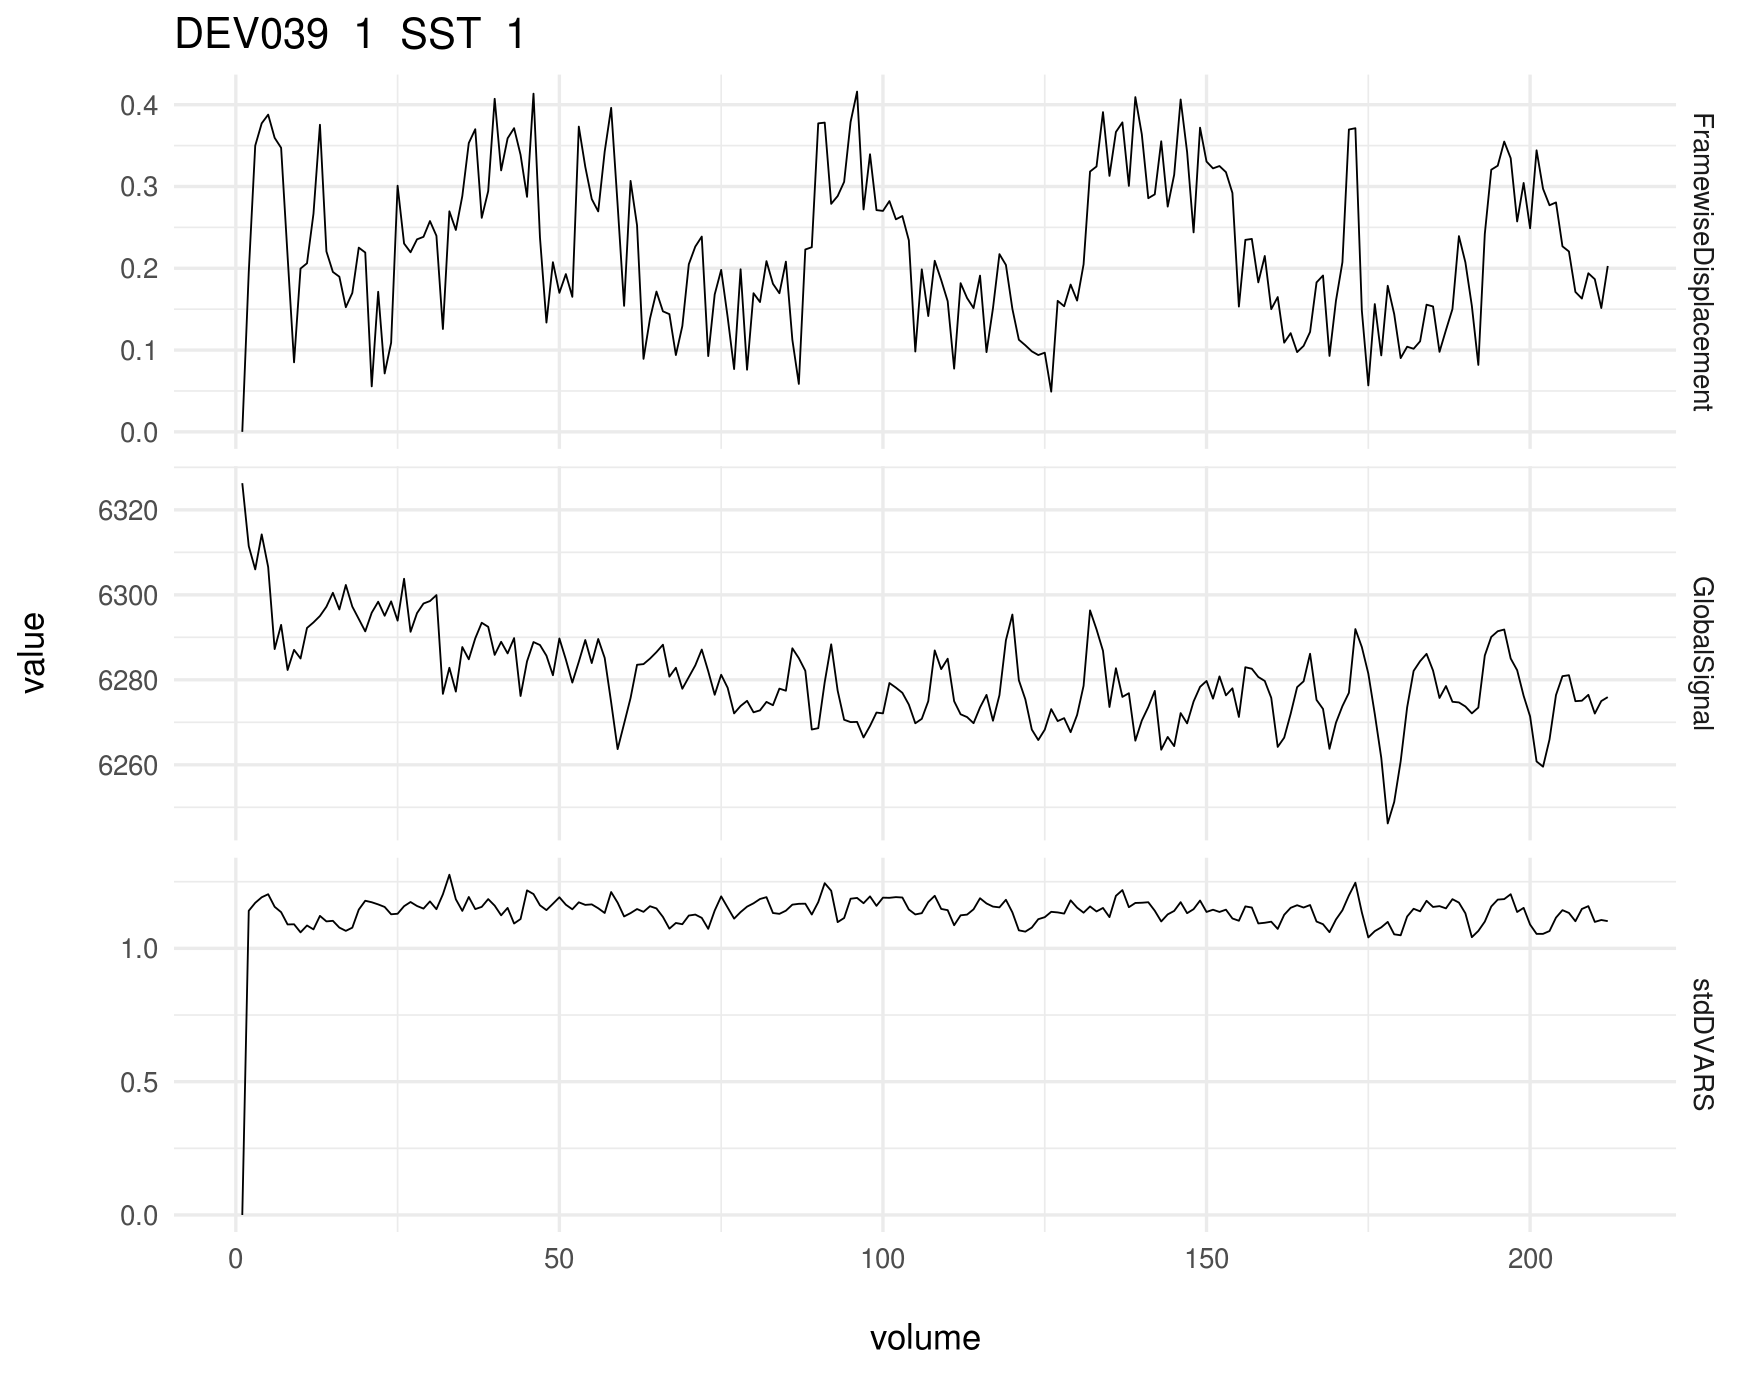 DEV039 1 SST 1
0.4
0.3
0.2
0.1
0.0
FramewiseDisplacement
6320
6300
6280
6260
GlobalSignal
1.0
0.5
0.0
stdDVARS
value
0 50 100 150 200
volume